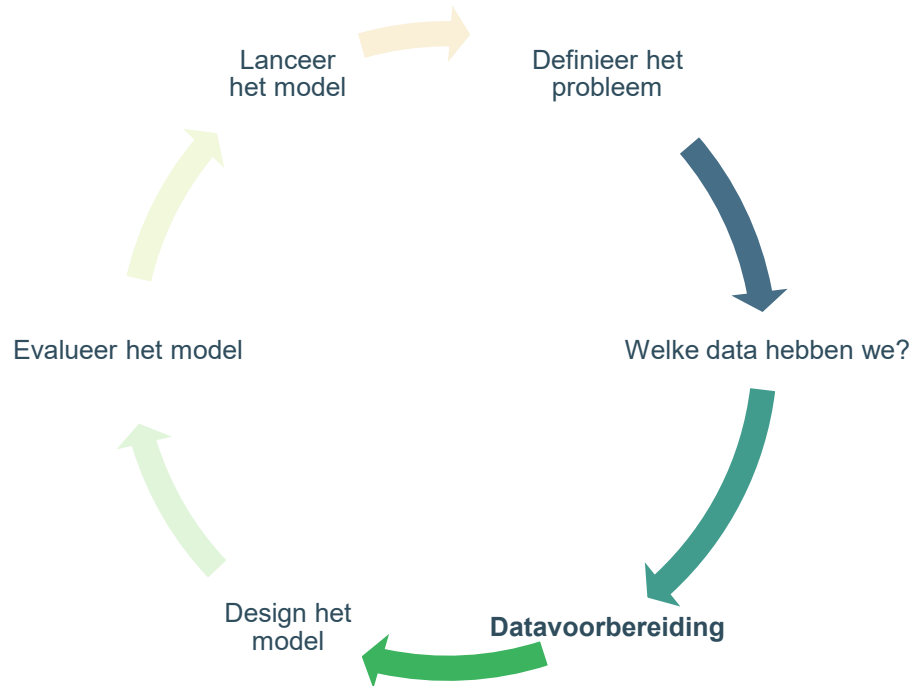 Lanceer
het model
Definieer het
probleem
Evalueer het model
Welke data hebben we?
Design het
model
Datavoorbereiding